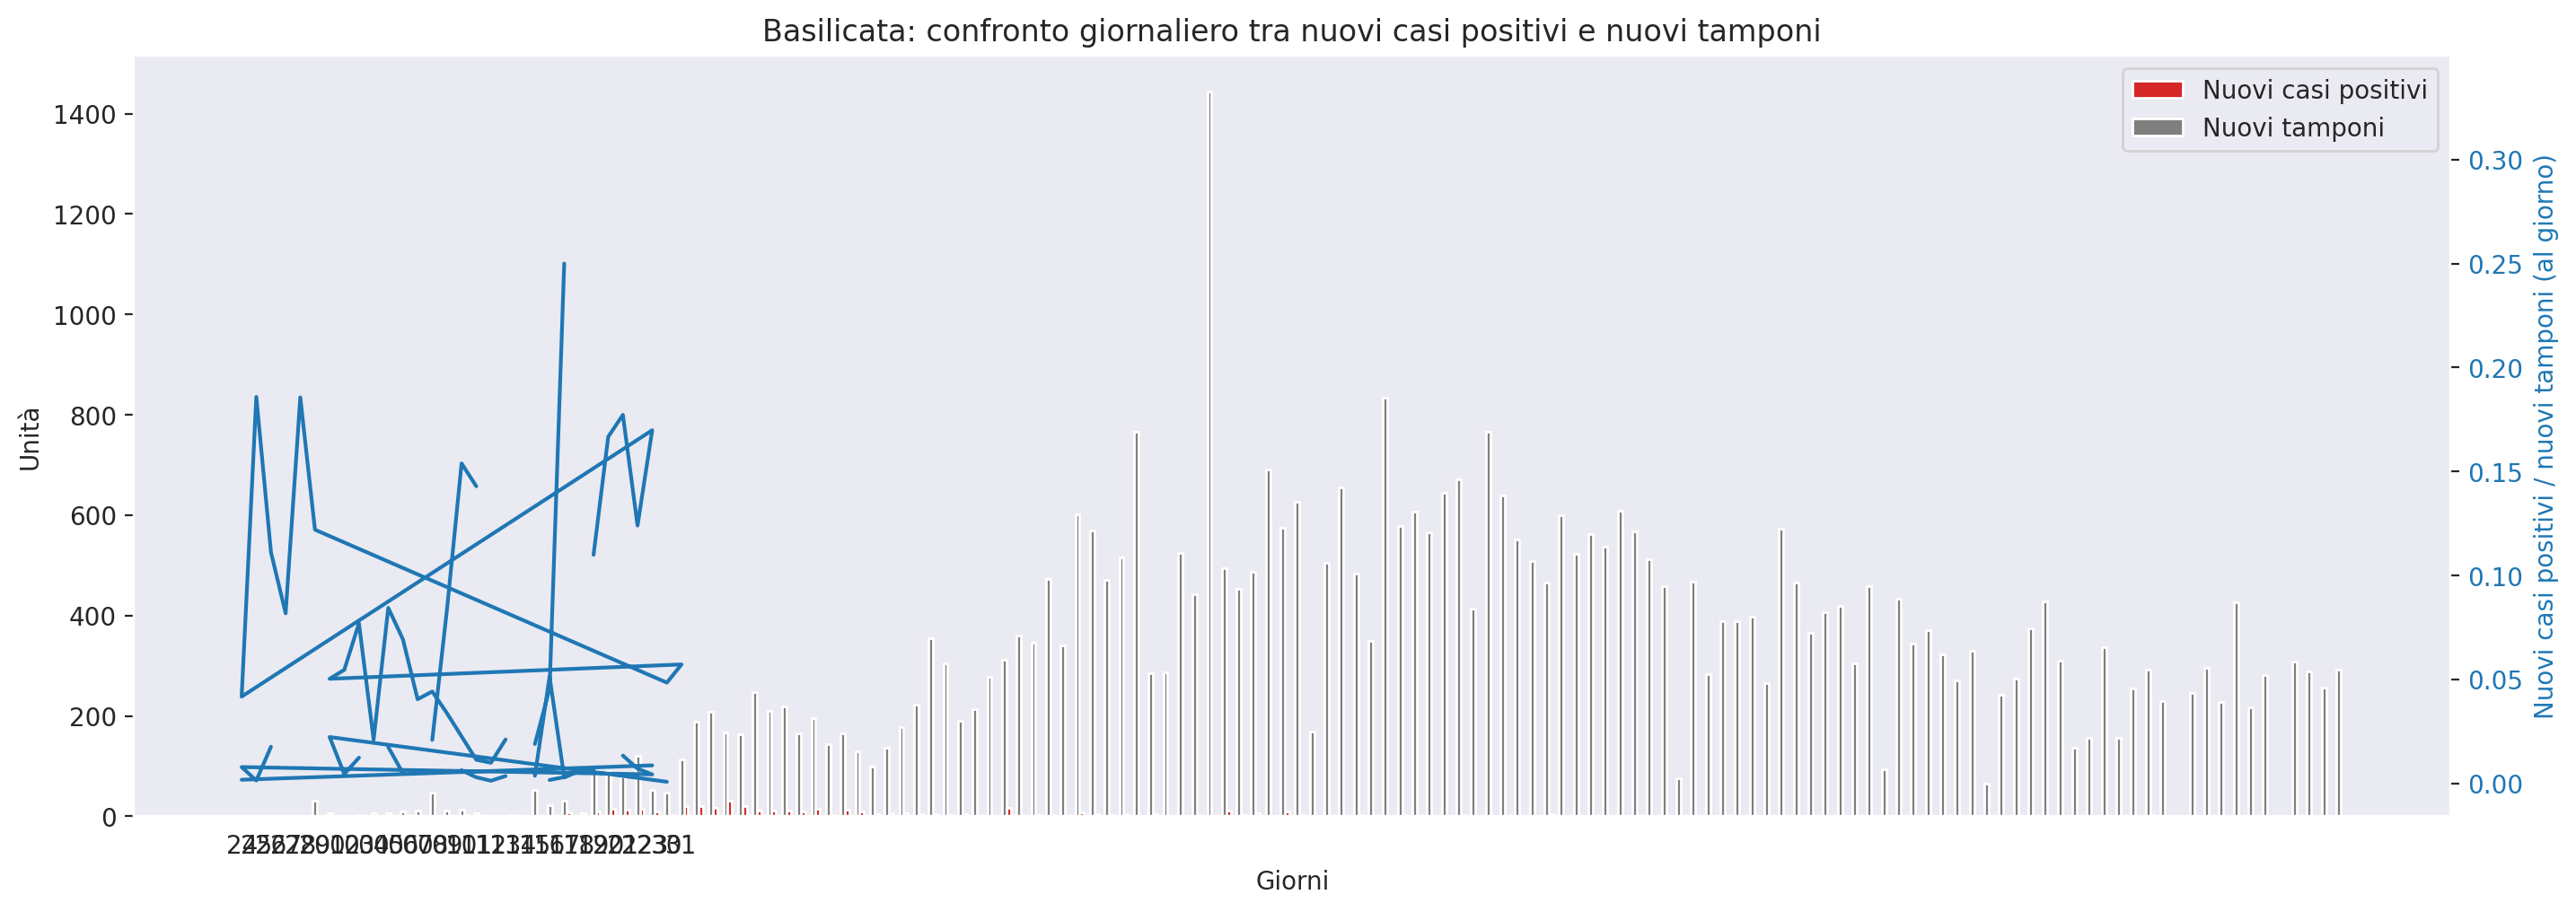 Basilicata: confronto giornaliero tra nuovi casi positivi e nuovi tamponi
Nuovi casi positivi
Nuovi tamponi
1400
1200
1000
800
600
400
200
0
Unità
0.30
0.25
0.20
0.15
0.10
0.05
0.00
Nuovi casi positivi / nuovi tamponi (al giorno)
Giorni